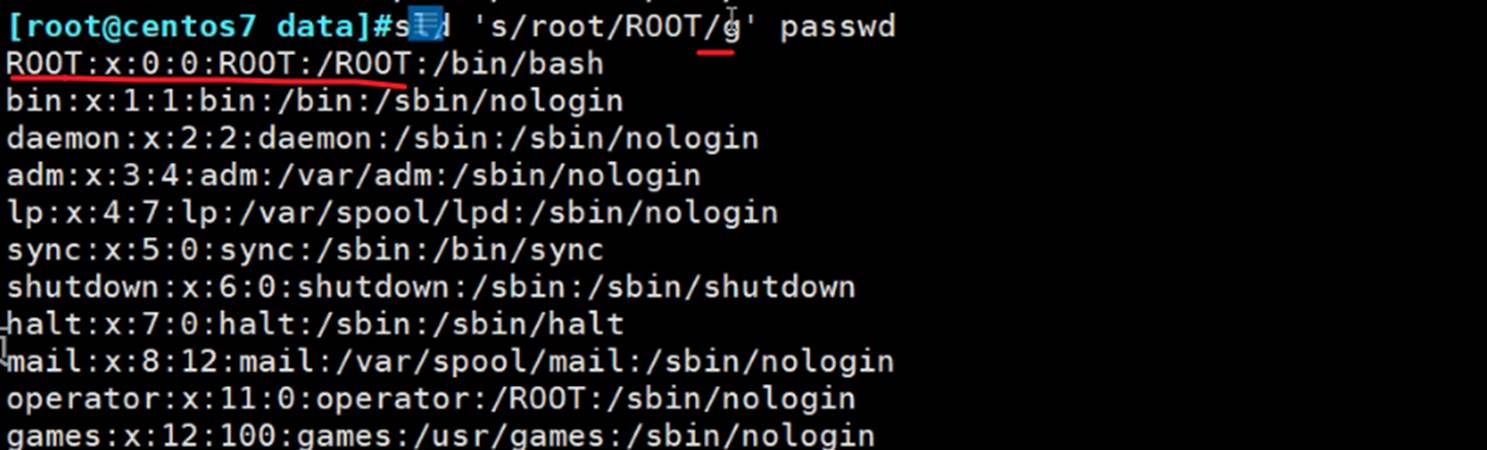 [root@centos7 data]#sed 's/root/ROOT/g' passwd
ROOT:x:0:0:ROOT:/ROOT:/bin/bash
bin:x:1:1:bin:/bin:/sbin/nologin
daemon:x:2:2:daemon:/sbin:/sbin/nologin
adm:x:3:4:adm:/var/adm:/sbin/nologin
lp:x:4:7:lp:/var/spool/lpd:/sbin/nologin
sync:x:5:0:sync:/sbin:/bin/sync
shutdown:x:6:0:shutdown:/sbin:/sbin/shutdown
halt:x:7:0:halt:/sbin:/sbin/halt
mail:x:8:12:mail:/var/spool/mail:/sbin/nologin
operator:x:11:0:operator:/ROOT:/sbin/nologin
games:x:12:100:games:/usr/games:/sbin/nologin